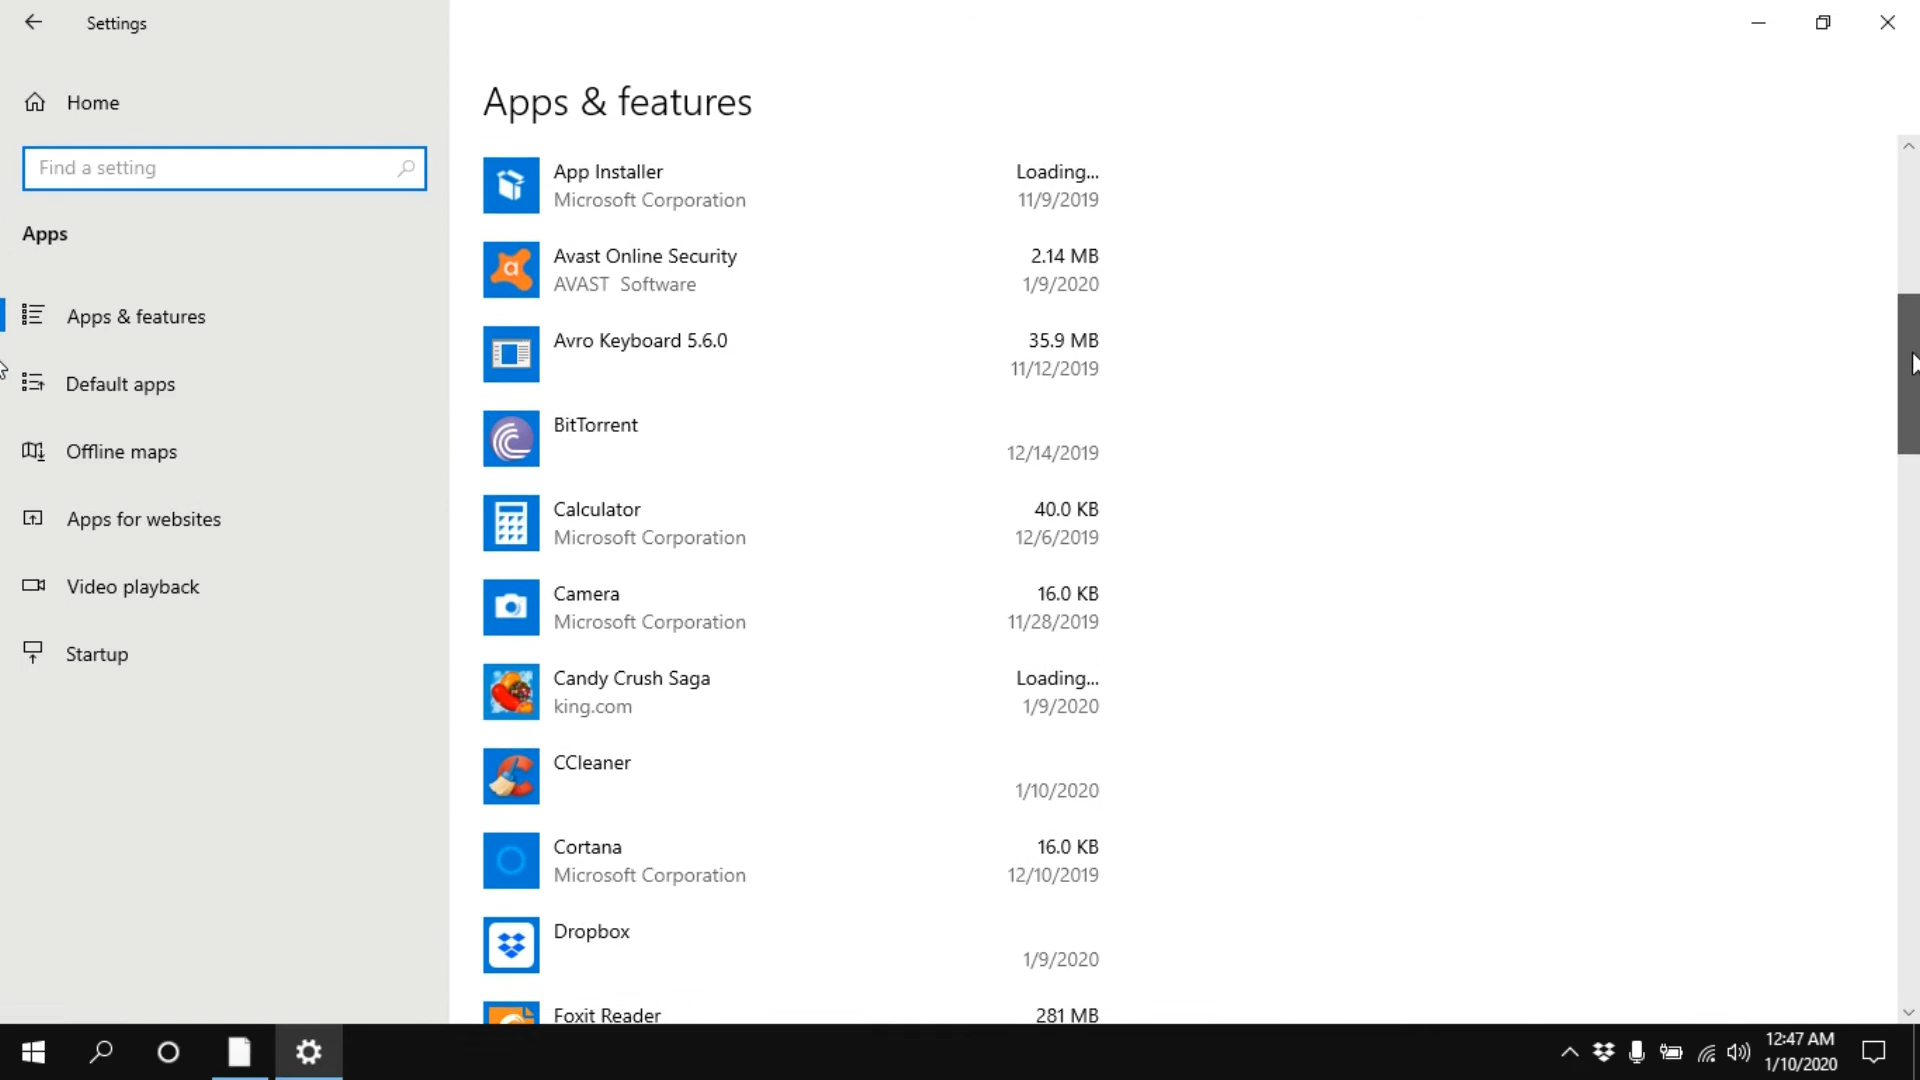 Settings
Home
Find a setting
Apps
Apps & features
Default apps
Offline maps
Apps for websites
Video playback
Startup
Apps & features
App Installer Loading...
Microsoft Corporation 11/9/2019
Avast Online Security 2.14 MB
AVAST Software 1/9/2020
Avro Keyboard 5.6.0 35.9 MB
11/12/2019
BitTorrent
12/14/2019
Calculator 40.0 KB
Microsoft Corporation 12/6/2019
Camera 16.0 KB
Microsoft Corporation 11/28/2019
Candy Crush Saga Loading...
king.com 1/9/2020
CCleaner
1/10/2020
Cortana 16.0 KB
Microsoft Corporation 12/10/2019
Dropbox
1/9/2020
Foxit Reader 281 MB
12:47 AM
1/10/2020